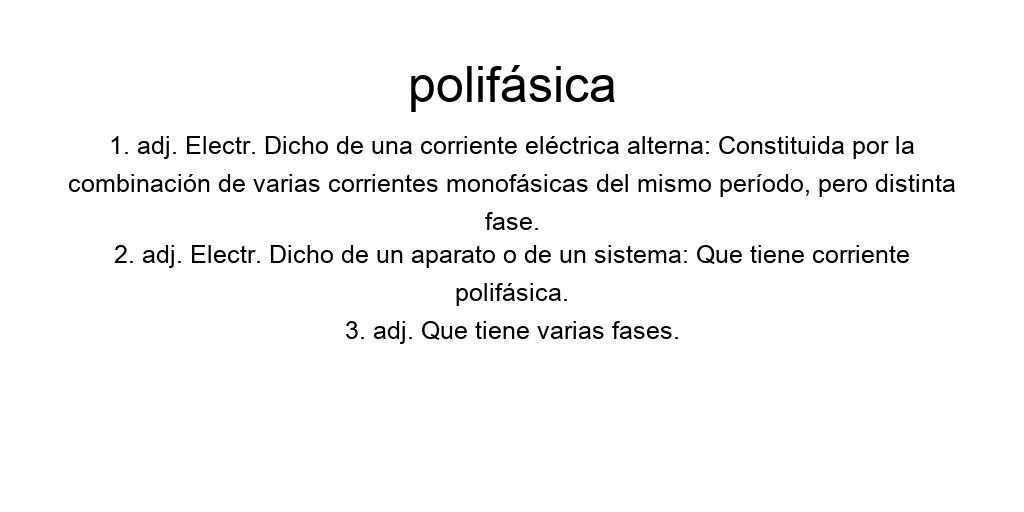 polifásica
1. adj. Electr. Dicho de una corriente eléctrica alterna: Constituida por la
combinación de varias corrientes monofásicas del mismo período, pero distinta
fase.
2. adj. Electr. Dicho de un aparato o de un sistema: Que tiene corriente
polifásica.
3. adj. Que tiene varias fases.